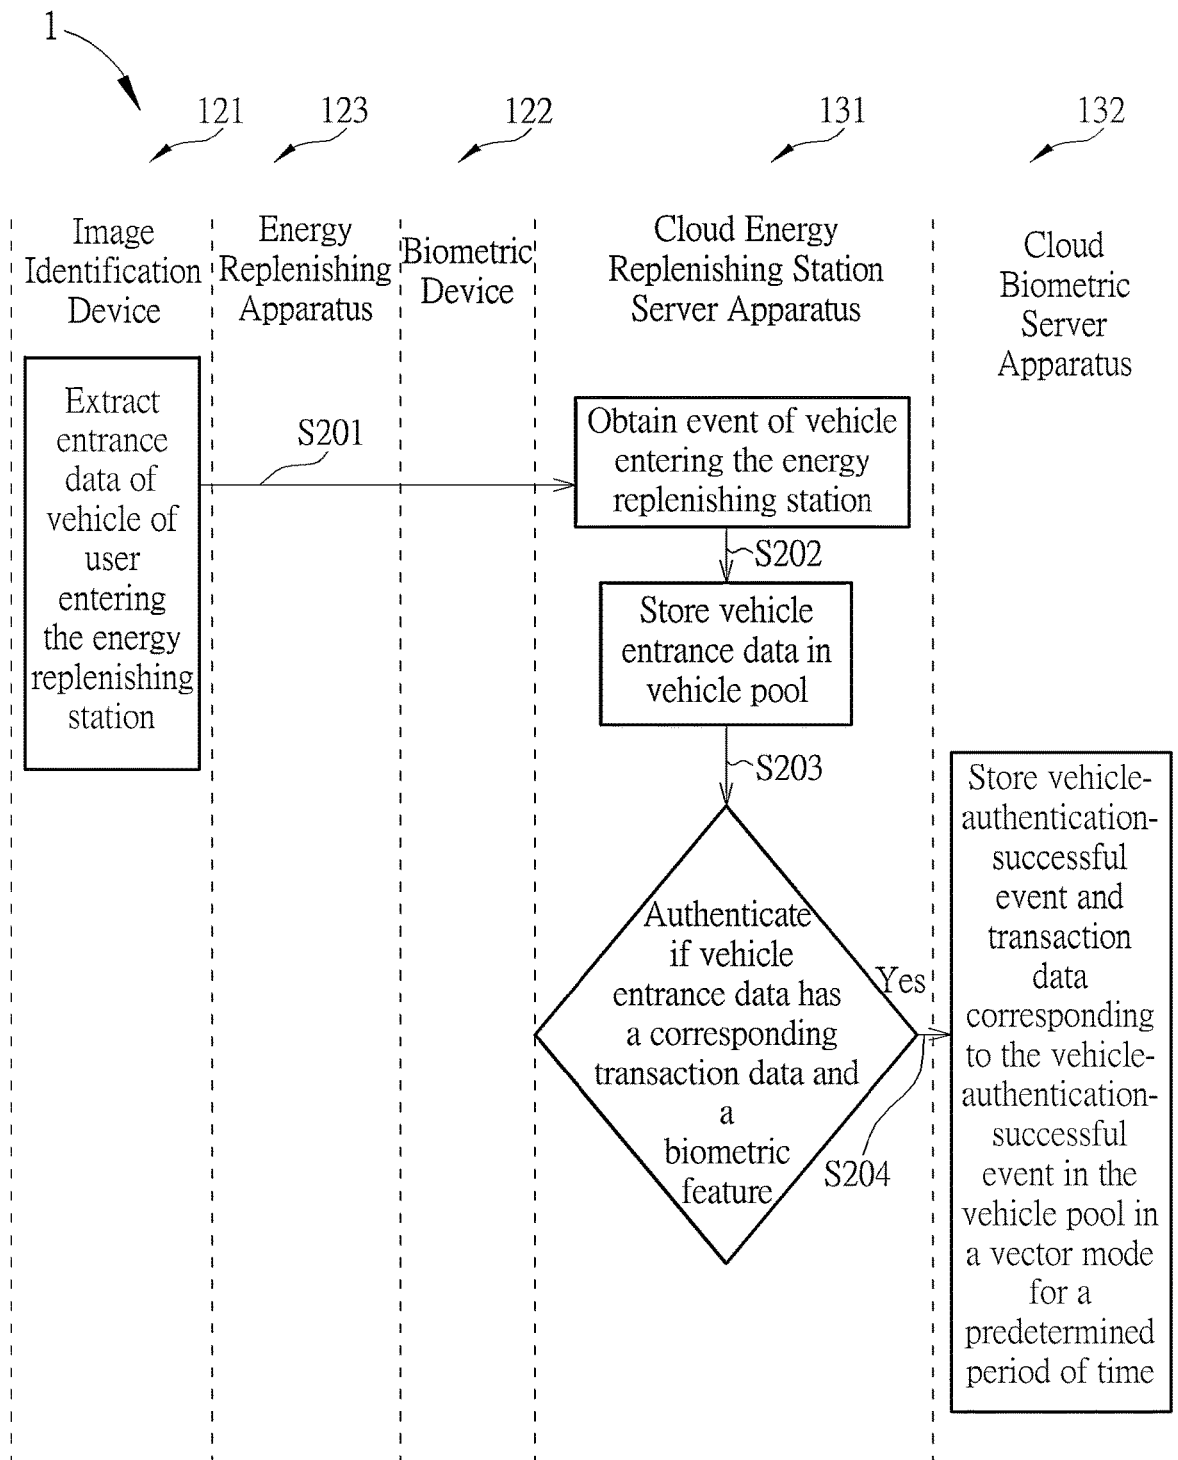 1
121
123
122
131
132
Image
Identification
Device
Energy
Replenishing
Apparatus
Biometric
Device
Cloud Energy
Replenishing Station
Server Apparatus
Cloud
Biometric
Server
Apparatus
Extract
entrance
data of
vehicle of
user
entering
the energy
replenishing
station
S201
Obtain event of vehicle
entering the energy
replenishing station
S202
Store vehicle
entrance data in
vehicle pool
S203
Authenticate
if vehicle
entrance data has
a corresponding
transaction data and
a
biometric
feature
Yes
S204
Store vehicle-
authentication-
successful
event and
transaction
data
corresponding
to the vehicle-
authentication-
successful
event in the
vehicle pool in
a vector mode
for a
predetermined
period of time